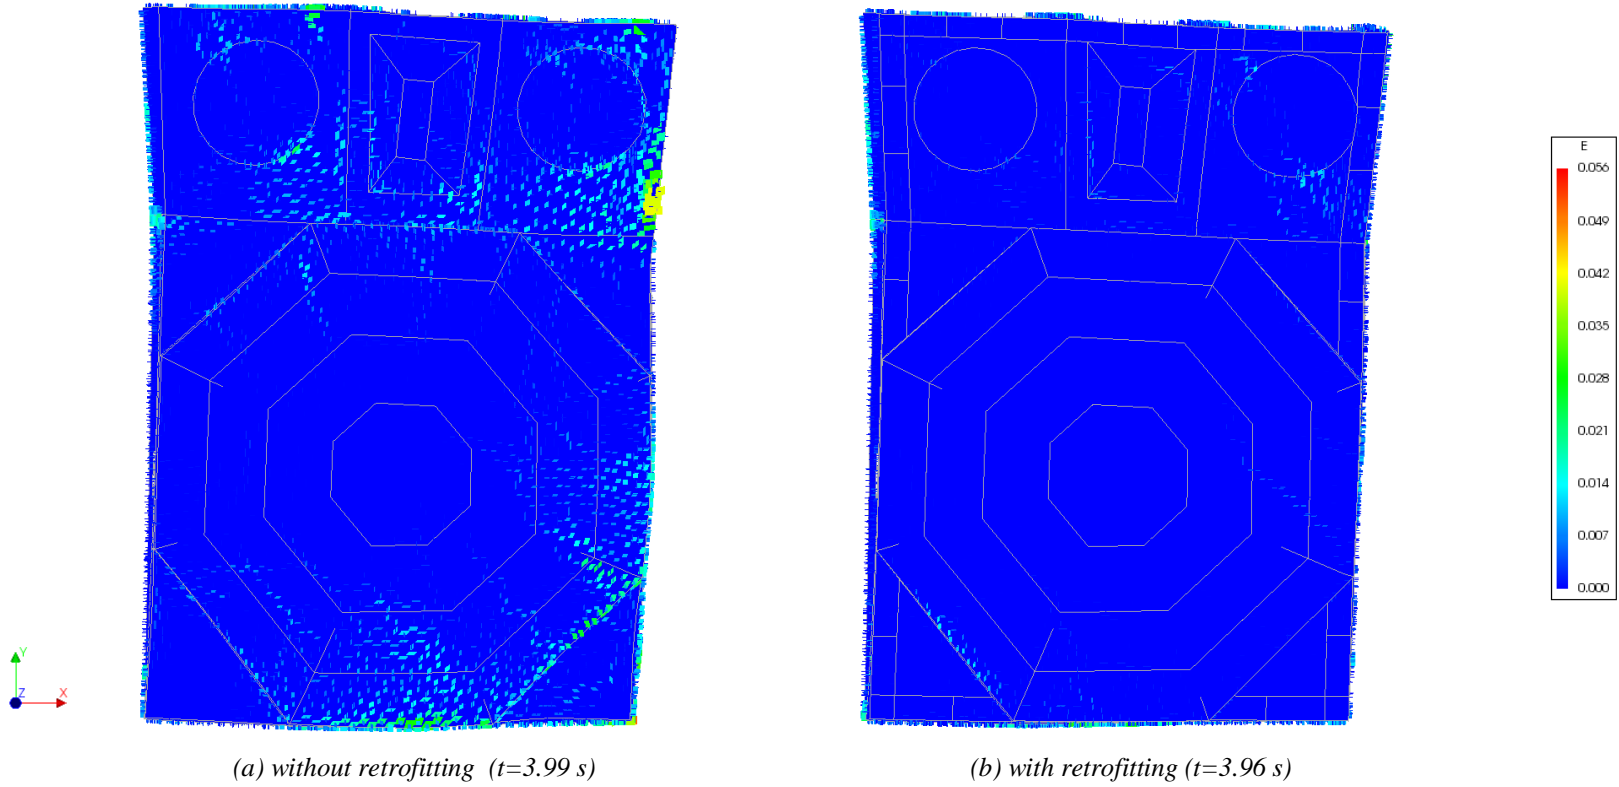 E
0.056
0.049
0.042
0.035
0.028
0.021
0.014
0.007
0.000
Y
Z
X
(a) without retrofitting (t=3.99 s)
(b) with retrofitting (t=3.96 s)